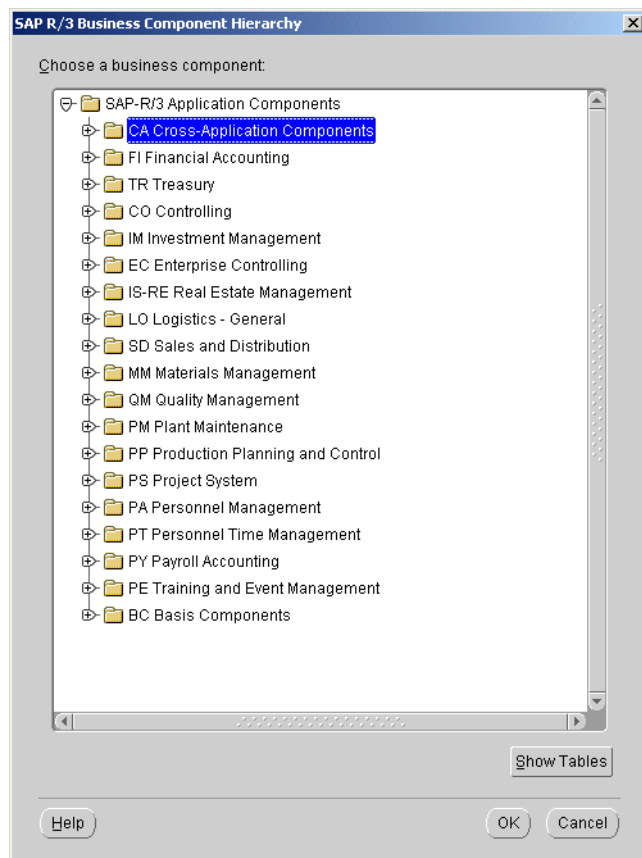 SAP R/3 Business Component Hierarchy
Choose a business component:
SAP-R/3 Application Components
CA Cross-Application Components
FI Financial Accounting
TR Treasury
CO Controlling
IM Investment Management
EC Enterprise Controlling
IS-RE Real Estate Management
LO Logistics - General
SD Sales and Distribution
MM Materials Management
QM Quality Management
PM Plant Maintenance
PP Production Planning and Control
PS Project System
PA Personnel Management
PT Personnel Time Management
PY Payroll Accounting
PE Training and Event Management
BC Basis Components
Show Tables
Help OK Cancel